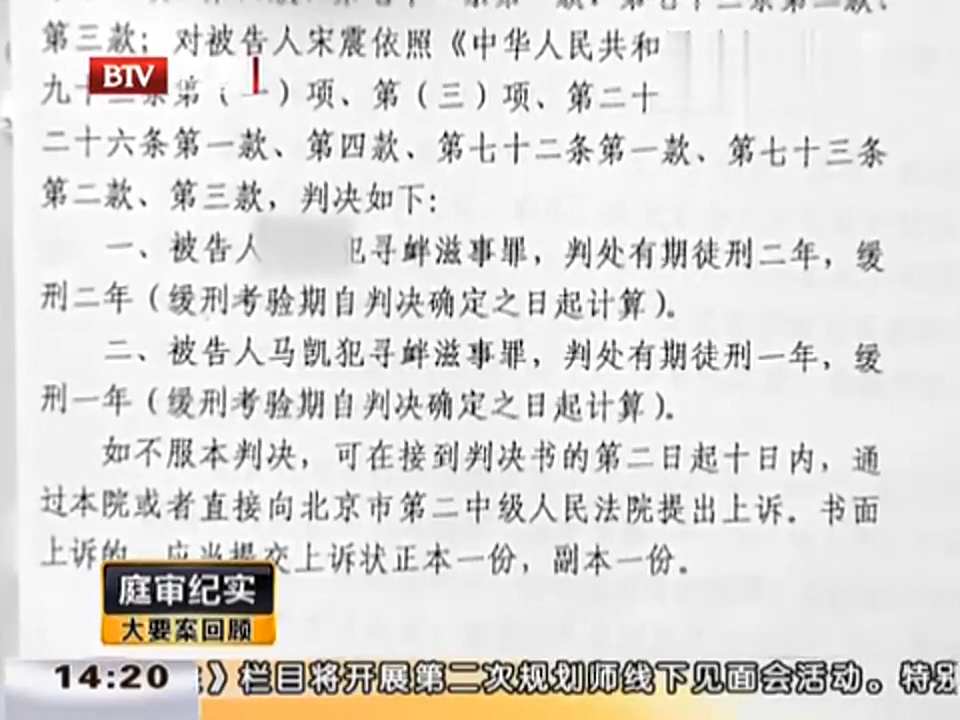 第三款；对被告人宋震依照《中华人民共和
BTV
九十三条第（一）项、第（三）项、第二十
二十六条第一款、第四款、第七十二条第一款、第七十三条
第二款、第三款，判决如下：
一、被告人 犯寻衅滋事罪，判处有期徒刑二年，缓
刑二年（缓刑考验期自判决确定之日起计算）。
二、被告人马凯犯寻衅滋事罪，判处有期徒刑一年，缓
刑一年（缓刑考验期自判决确定之日起计算）。
如不服本判决，可在接到判决书的第二日起十日内，通
过本院或者直接向北京市第二中级人民法院提出上诉。书面
上诉的，应当提交上诉状正本一份，副本一份。
庭审纪实
大要案回顾
14:20
》栏目将开展第二次规划师线下见面会活动。特别